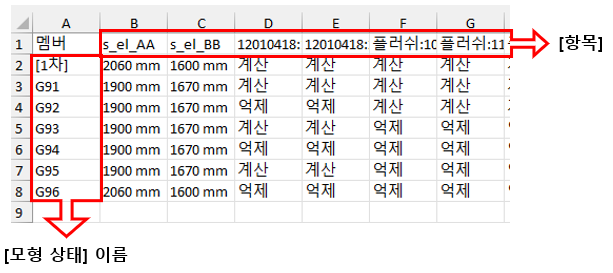 A B C D E F G
1 멤버 s_el_AA s_el_BB 12010418: 12010418: 플러쉬:10 플러쉬:11 [항목]
2 [1차] 2060 mm 1600 mm 계산 계산 계산 계산
3 G91 1900 mm 1670 mm 계산 계산 계산 계산
4 G92 1900 mm 1670 mm 억제 억제 계산 계산
5 G93 1900 mm 1670 mm 계산 계산 억제 억제
6 G94 1900 mm 1670 mm 억제 억제 억제 억제
7 G95 1900 mm 1670 mm 계산 계산 억제 억제
8 G96 2060 mm 1600 mm 억제 억제 억제 억제
9
[모형 상태] 이름